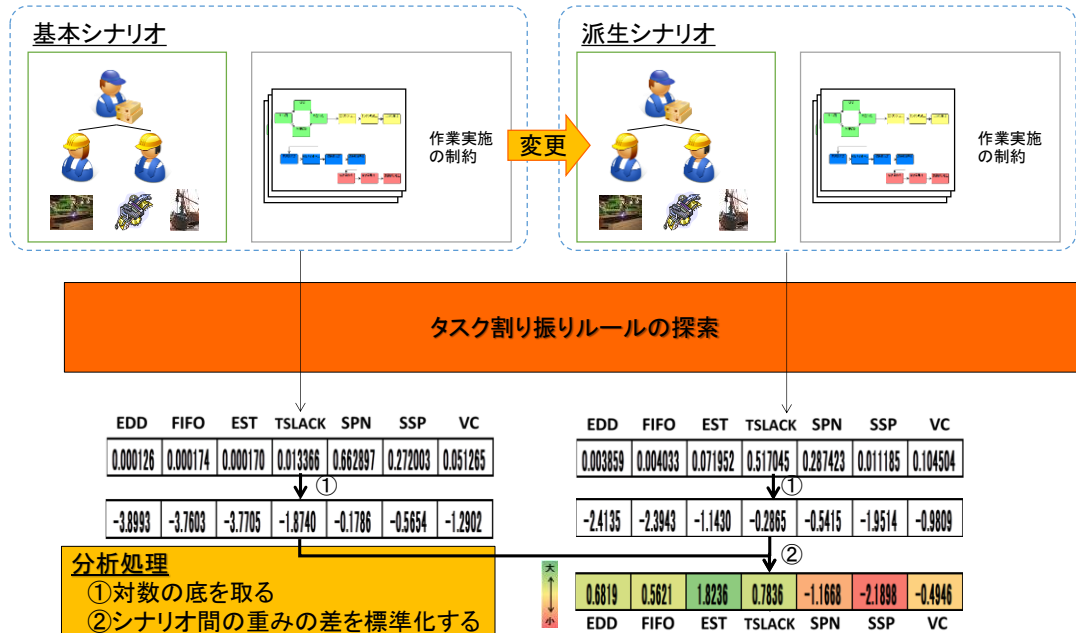 基本シナリオ
派生シナリオ
作業実施
の制約
変更
作業実施
の制約
タスク割り振りルールの探索
EDD FIFO EST TSLACK SPN SSP VC
0.000126 0.000174 0.000170 0.013366 0.662897 0.272003 0.051265
①
-3.8993 -3.7603 -3.7705 -1.8740 -0.1786 -0.5654 -1.2902
EDD FIFO EST TSLACK SPN SSP VC
0.003859 0.004033 0.071952 0.517045 0.287423 0.011185 0.104504
①
-2.4135 -2.3943 -1.1430 -0.2865 -0.5415 -1.9514 -0.9809
②
分析処理
①対数の底を取る
②シナリオ間の重みの差を標準化する
大
小
0.6819 0.5621 1.8236 0.7836 -1.1668 -2.1898 -0.4946
EDD FIFO EST TSLACK SPN SSP VC